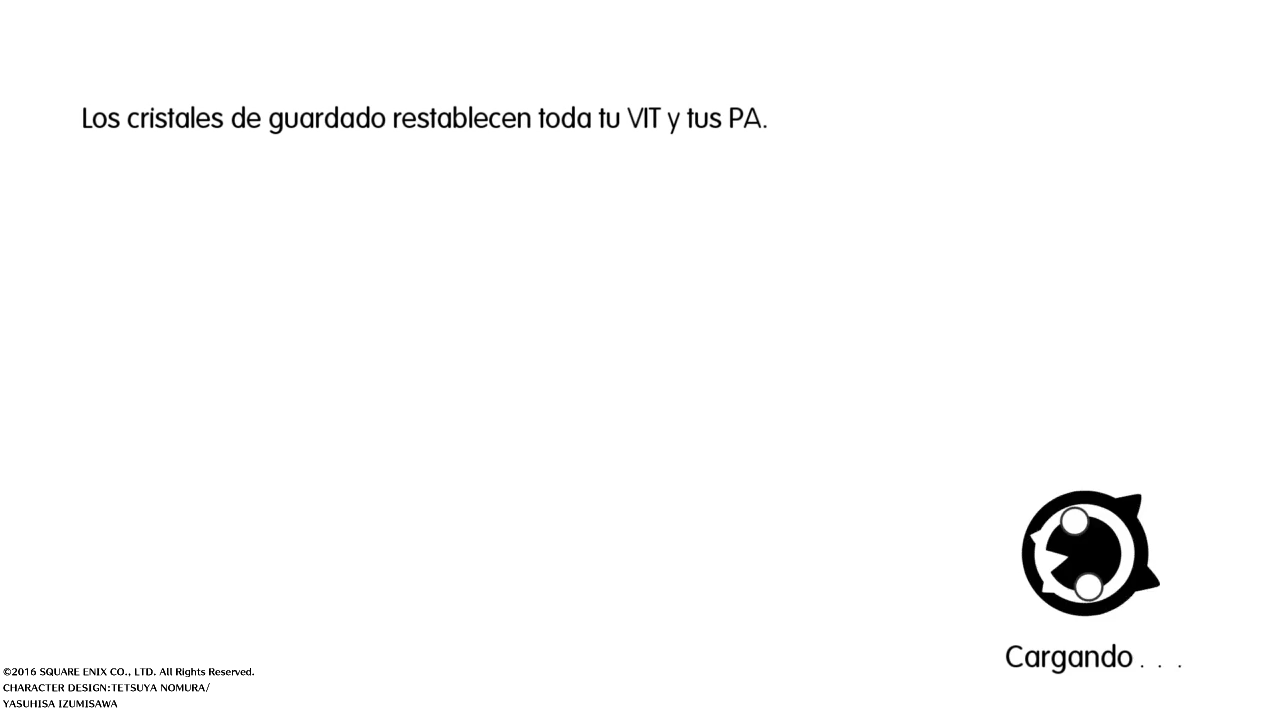 Los cristales de guardado restablecen toda tu VIT y tus PA.
Cargando . . .
©2016 SQUARE ENIX CO., LTD. All Rights Reserved.
CHARACTER DESIGN:TETSUYA NOMURA/
YASUHISA IZUMISAWA